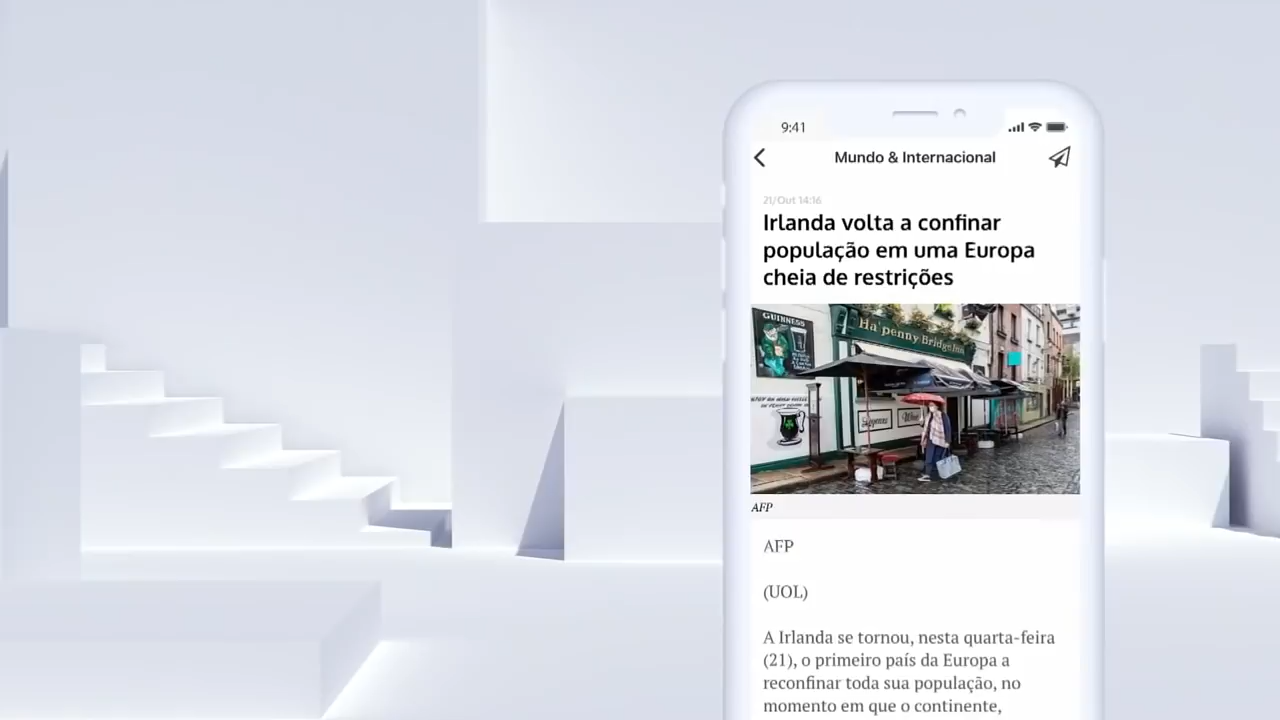 9:41
Mundo & Internacional
21/Out 14:16
Irlanda volta a confinar
população em uma Europa
cheia de restrições
GUINNESS
Ha'penny Bridge Inn
AFP
AFP
(UOL)
A Irlanda se tornou, nesta quarta-feira
(21), o primeiro país da Europa a
reconfinar toda sua população, no
momento em que o continente,